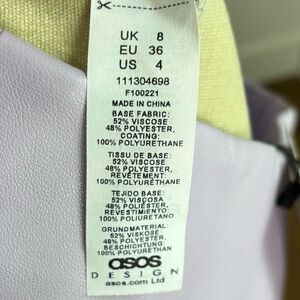 UK 8
EU 36
US 4
111304698
F100221
MADE IN CHINA
BASE FABRIC:
52% VISCOSE
48% POLYESTER,
COATING:
100% POLYURETHANE
TISSU DE BASE:
52% VISCOSE
48% POLYESTER,
REVÊTEMENT:
100% POLYURÉTHANE
TEJIDO BASE:
52% VISCOSA
48% POLIÉSTER,
REVESTIMIENTO:
100% POLIURETANO
GRUNDMATERIAL:
52% VISKOSE
48% POLYESTER,
BESCHICHTUNG:
100% POLYURETHAN
asos
DESIGN
asos.com Ltd